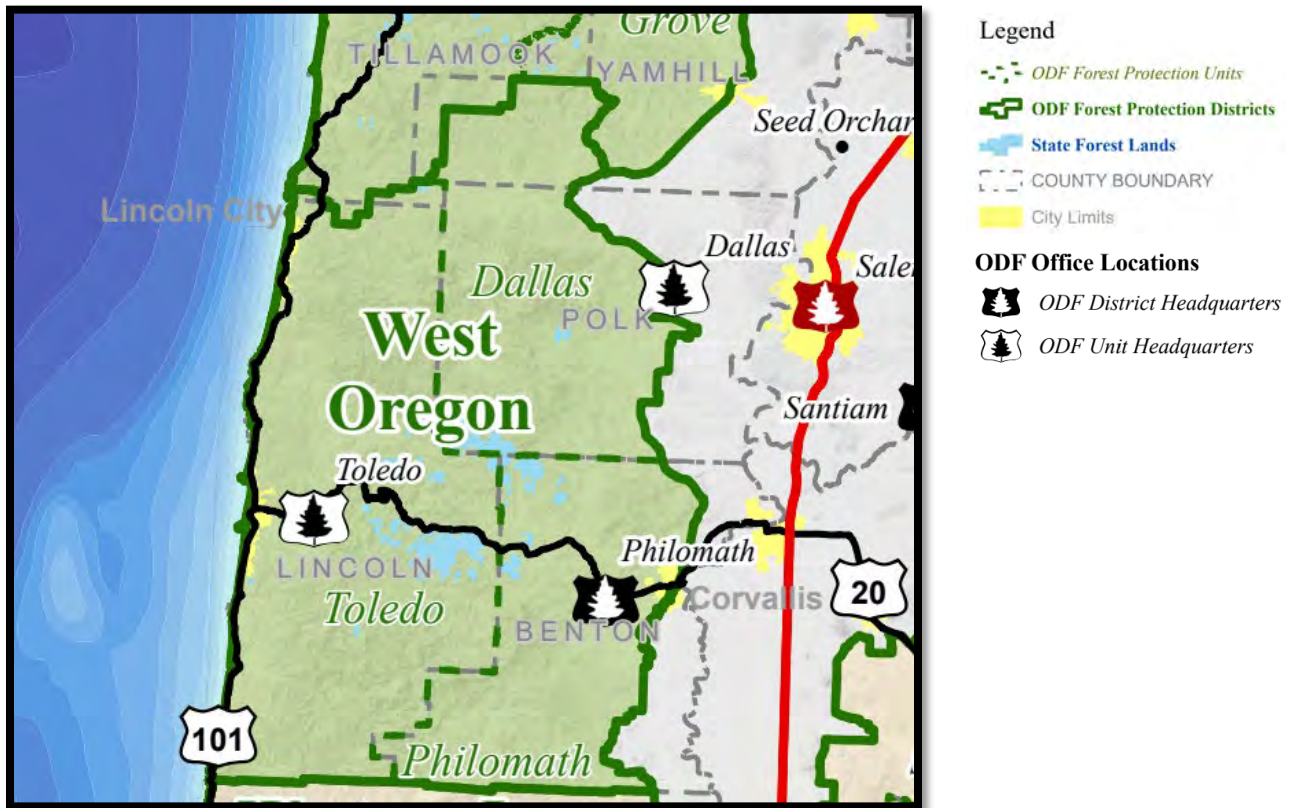 Grove
TILLAMOOK
YAMHILL
Seed Orchar
Lincoln City
Dallas
Saler
Dallas
POLK
West
Oregon
Santiam
Toledo
Philomath
LINCOLN
Toledo
Corvallis
20
BENTON
101
Philomath
Legend
ODF Forest Protection Units
ODF Forest Protection Districts
State Forest Lands
COUNTY BOUNDARY
City Limits
ODF Office Locations
ODF District Headquarters
ODF Unit Headquarters